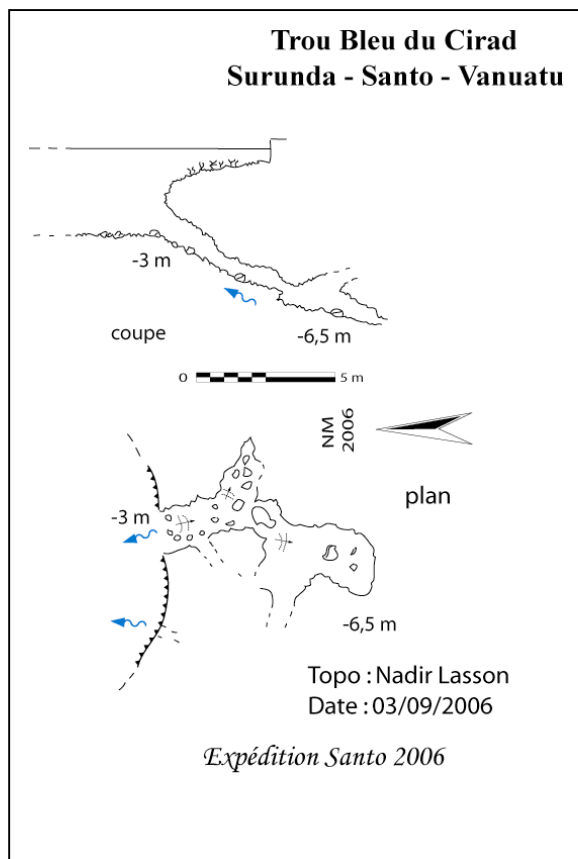 Trou Bleu du Cirad
Surunda - Santo - Vanuatu
-3 m
coupe
-6,5 m
0 5 m
NM
2006
plan
-3 m
-6,5 m
Topo : Nadir Lasson
Date : 03/09/2006
Expédition Santo 2006